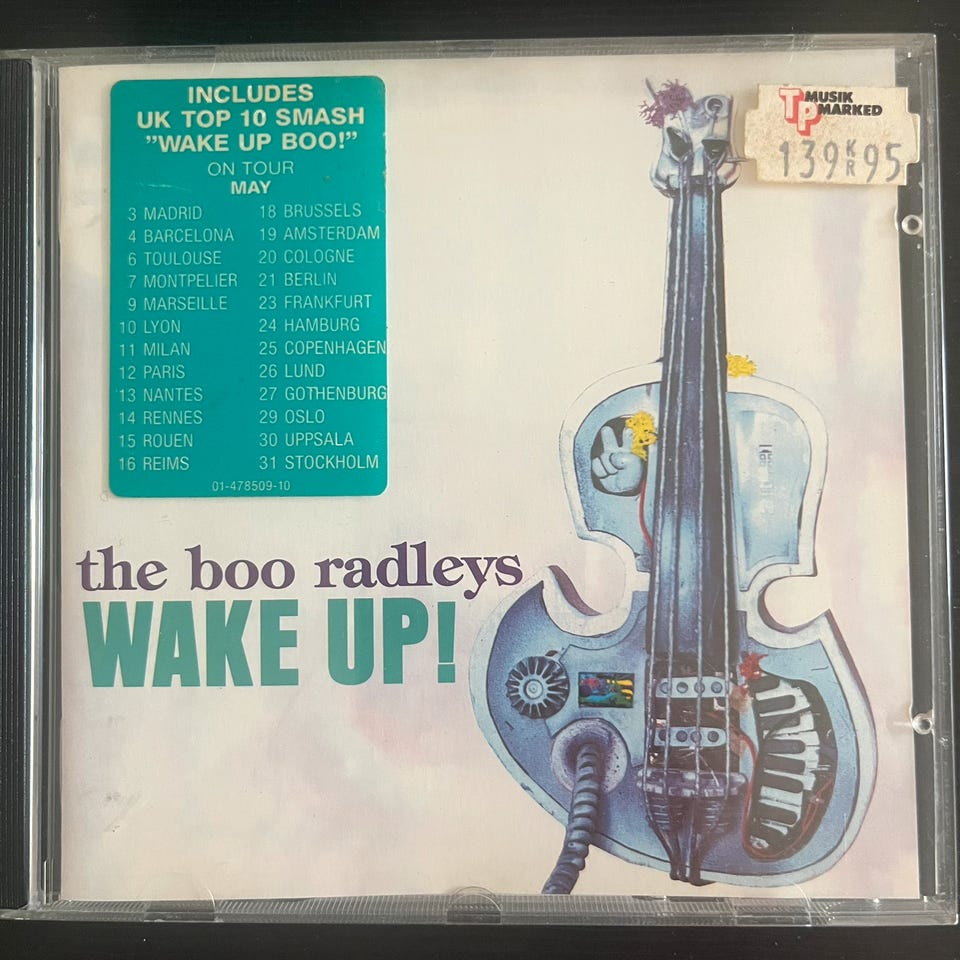 INCLUDES
UK TOP 10 SMASH
"WAKE UP BOO!"
ON TOUR
MAY
3 MADRID
4 BARCELONA
6 TOULOUSE
7 MONTPELIER
9 MARSEILLE
10 LYON
11 MILAN
12 PARIS
13 NANTES
14 RENNES
15 ROUEN
16 REIMS
18 BRUSSELS
19 AMSTERDAM
20 COLOGNE
21 BERLIN
23 FRANKFURT
24 HAMBURG
25 COPENHAGEN
26 LUND
27 GOTHENBURG
29 OSLO
30 UPPSALA
31 STOCKHOLM
01-478509-10
TP MUSIK
MARKED
139 KR 95
the boo radleys
WAKE UP!